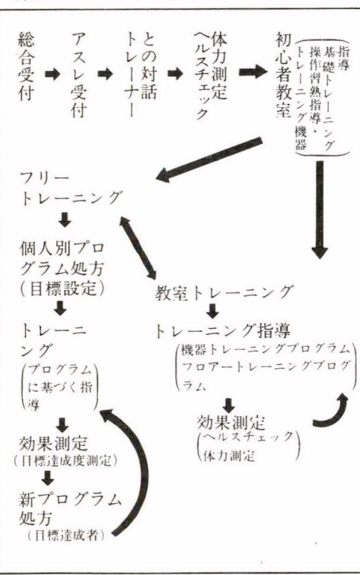 総合受付
アスレ受付
トレーナー
との対話
体力測定
ヘルスチェック
初心者教室
(トレーニング機器
操作習熟指導・
基礎トレーニング
指導)
フリー
トレーニング
個人別プロ
グラム処方
(目標設定)
トレーニ
ング
(プログラム
に基づく指
導)
効果測定
(目標達成度測定)
新プログラム
処方
(目標達成者)
教室トレーニング
トレーニング指導
(機器トレーニングプログラム
フロアートレーニングプログ
ラム)
効果測定
(ヘルスチェック
体力測定)